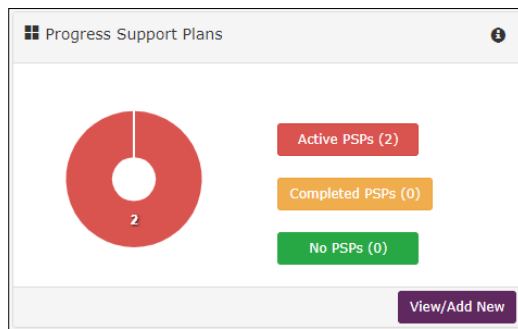 Progress Support Plans
Active PSPs (2)
Completed PSPs (0)
2
No PSPs (0)
View/Add New